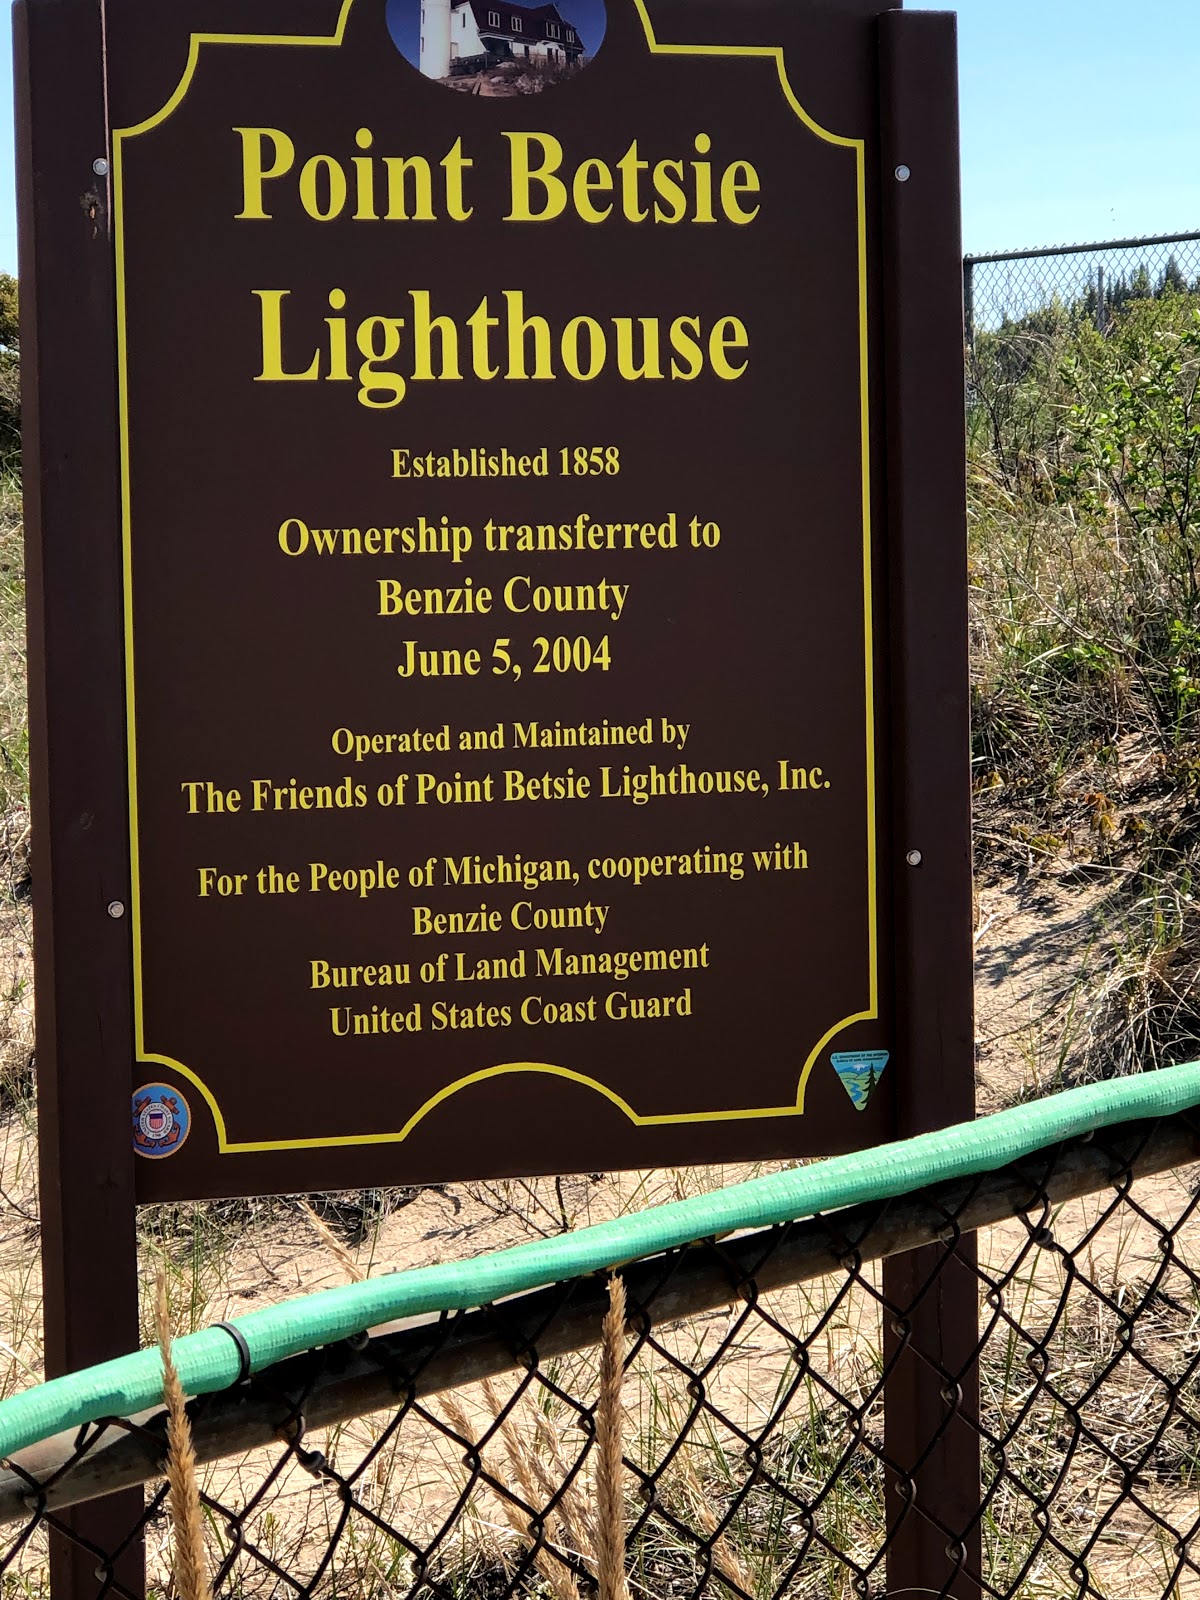 Point Betsie
Lighthouse
Established 1858
Ownership transferred to
Benzie County
June 5, 2004
Operated and Maintained by
The Friends of Point Betsie Lighthouse, Inc.
For the People of Michigan, cooperating with
Benzie County
Bureau of Land Management
United States Coast Guard